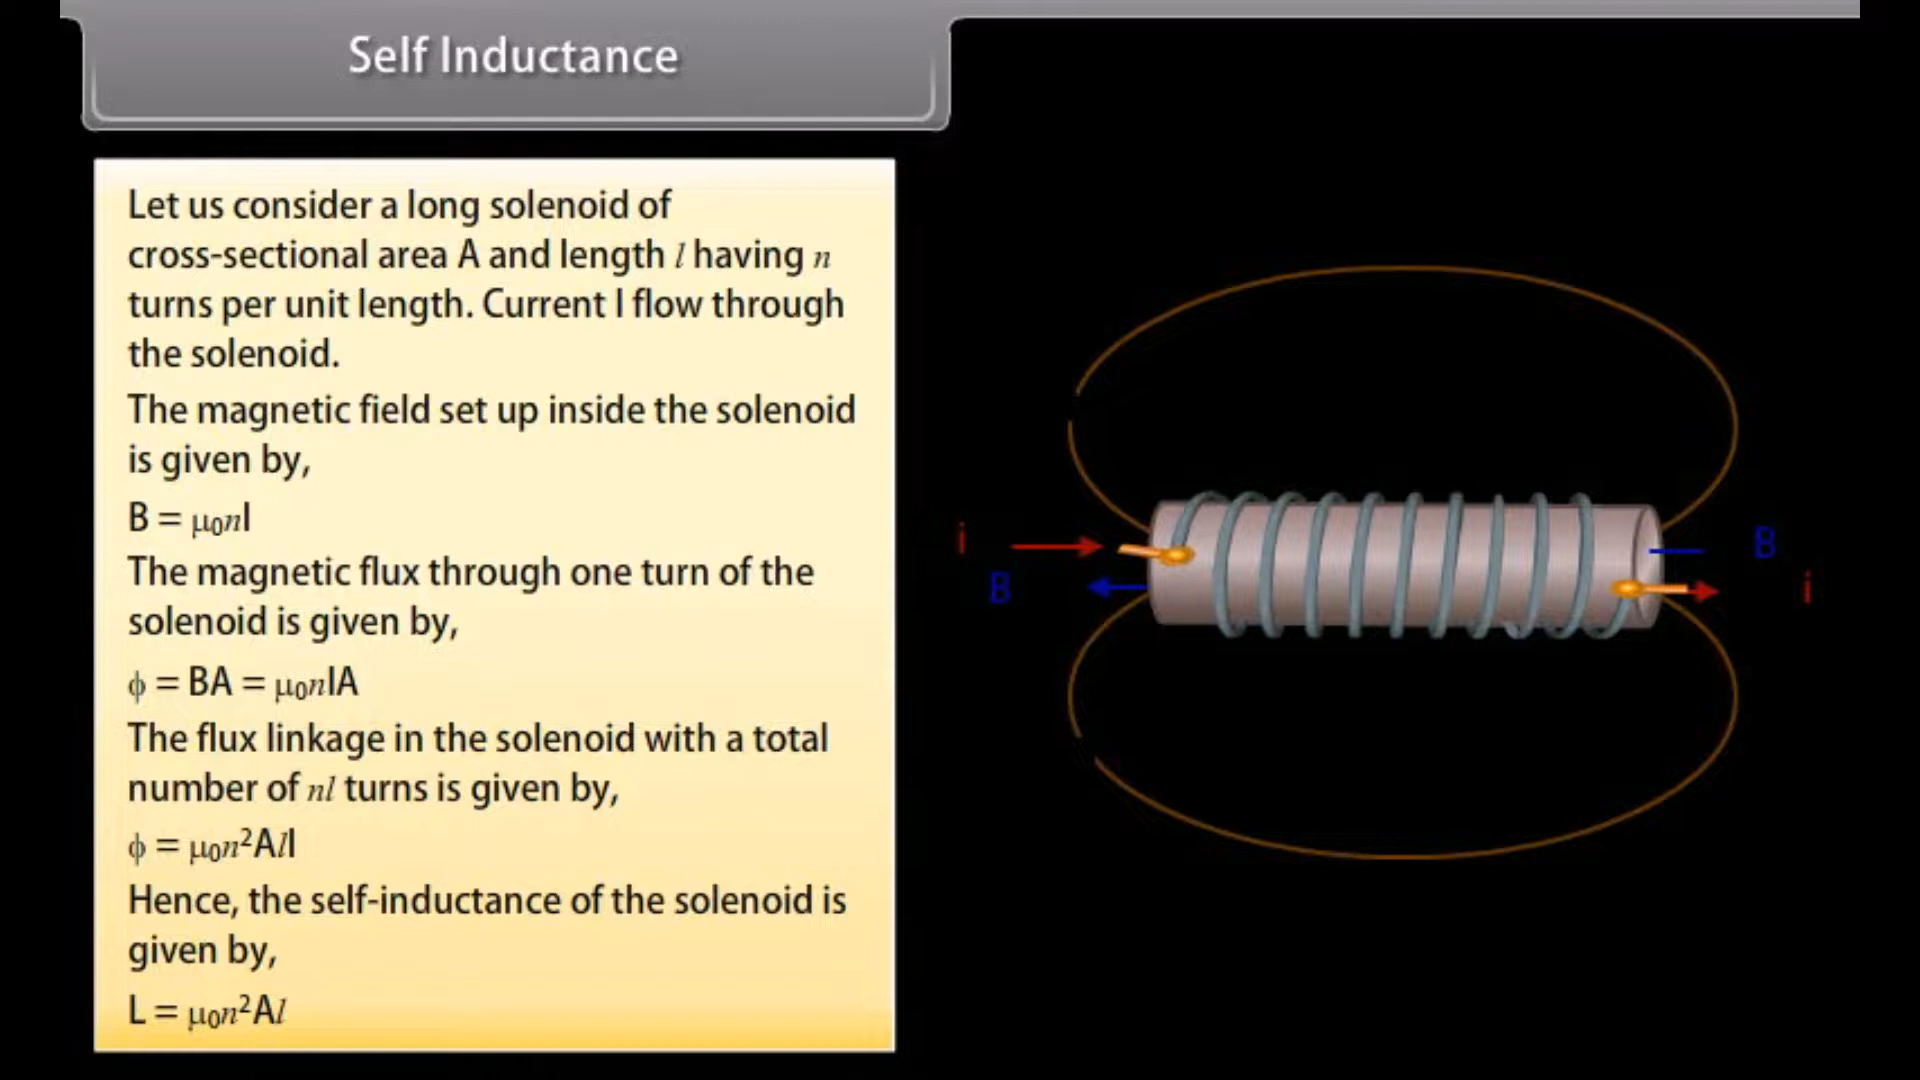 Self Inductance
Let us consider a long solenoid of
cross-sectional area A and length l having n
turns per unit length. Current I flow through
the solenoid.
The magnetic field set up inside the solenoid
is given by,
B = μ₀nI
The magnetic flux through one turn of the
solenoid is given by,
ϕ = BA = μ₀nIA
The flux linkage in the solenoid with a total
number of nl turns is given by,
ϕ = μ₀n²AlI
Hence, the self-inductance of the solenoid is
given by,
L = μ₀n²Al
i
B
B
i